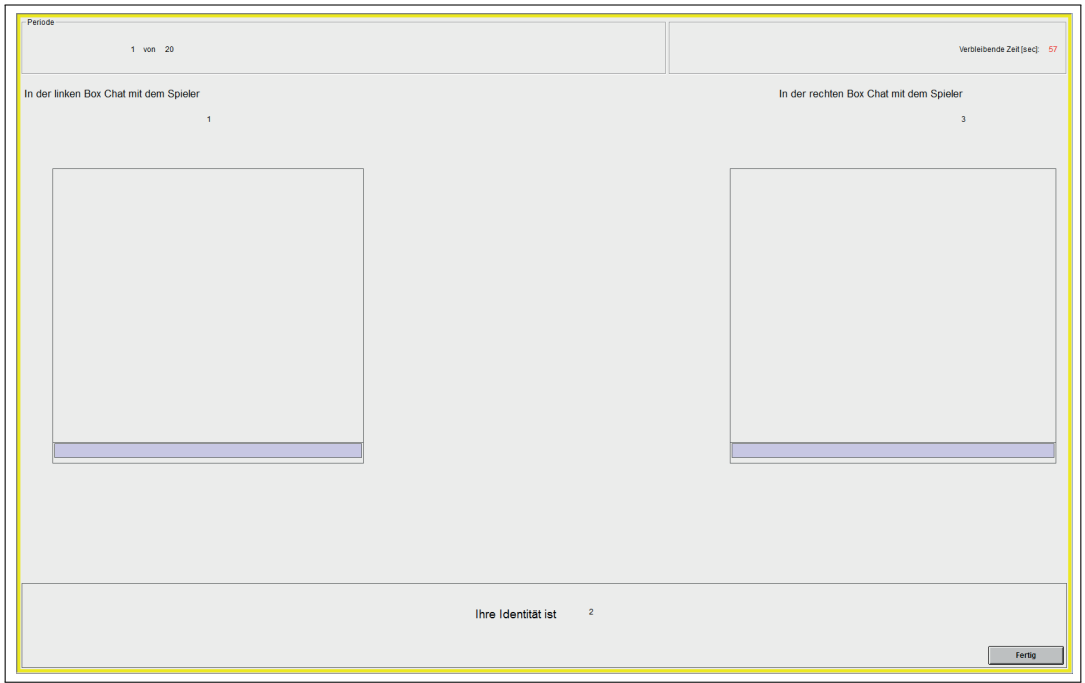 Periode
1 von 20
Verbleibende Zeit [sec]: 57
In der linken Box Chat mit dem Spieler
In der rechten Box Chat mit dem Spieler
1
3
Ihre Identität ist 2
Fertig